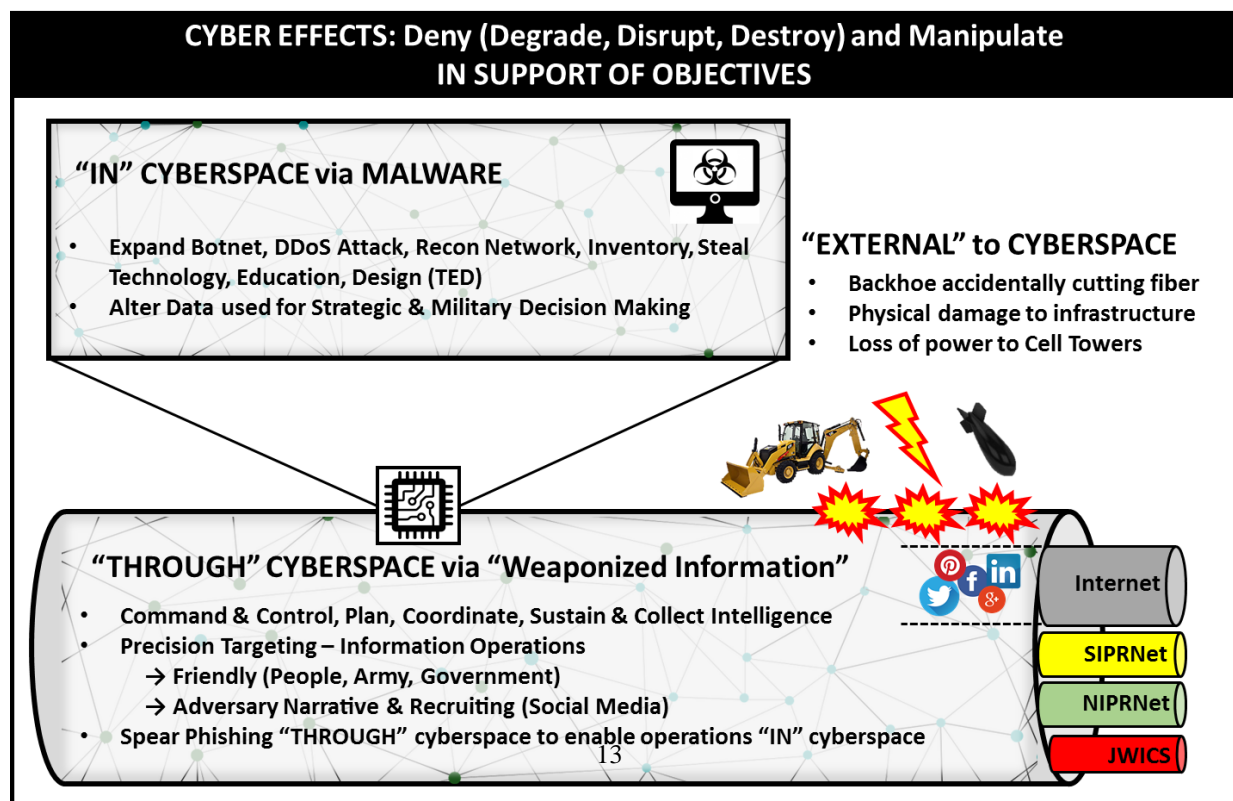 CYBER EFFECTS: Deny (Degrade, Disrupt, Destroy) and Manipulate
IN SUPPORT OF OBJECTIVES
“IN” CYBERSPACE via MALWARE
• Expand Botnet, DDoS Attack, Recon Network, Inventory, Steal
Technology, Education, Design (TED)
• Alter Data used for Strategic & Military Decision Making
“EXTERNAL” to CYBERSPACE
• Backhoe accidentally cutting fiber
• Physical damage to infrastructure
• Loss of power to Cell Towers
“THROUGH” CYBERSPACE via “Weaponized Information”
• Command & Control, Plan, Coordinate, Sustain & Collect Intelligence
• Precision Targeting – Information Operations
→ Friendly (People, Army, Government)
→ Adversary Narrative & Recruiting (Social Media)
• Spear Phishing “THROUGH” cyberspace to enable operations “IN” cyberspace
13
f
in
g+
Internet
SIPRNet
NIPRNet
JWICS